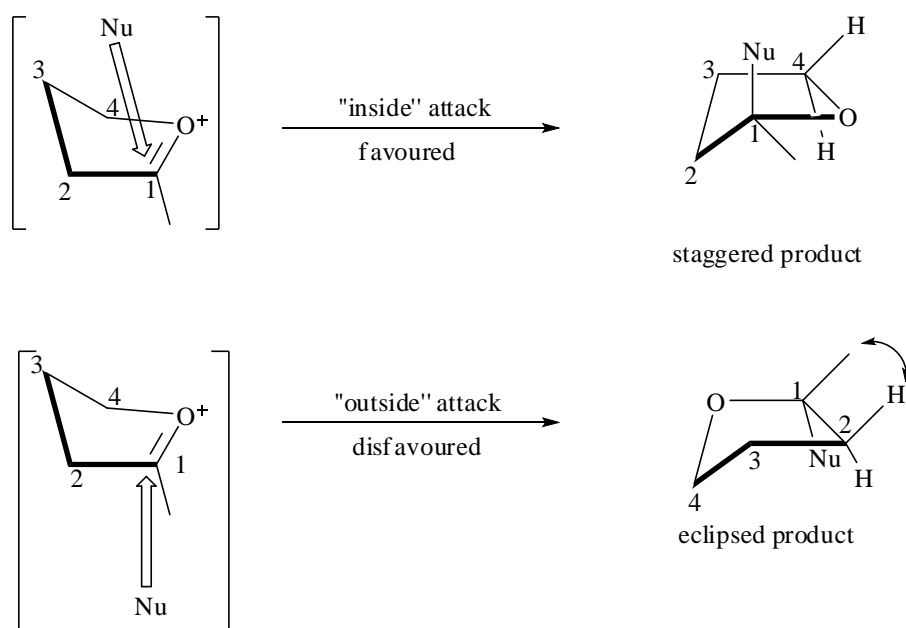 Nu
3
4
O+
2
1
"inside" attack
favoured
H
Nu
4
3
O
1
H
2
staggered product
3
4
O+
2
1
Nu
"outside" attack
disfavoured
O
1
H
2
3
Nu
H
4
eclipsed product